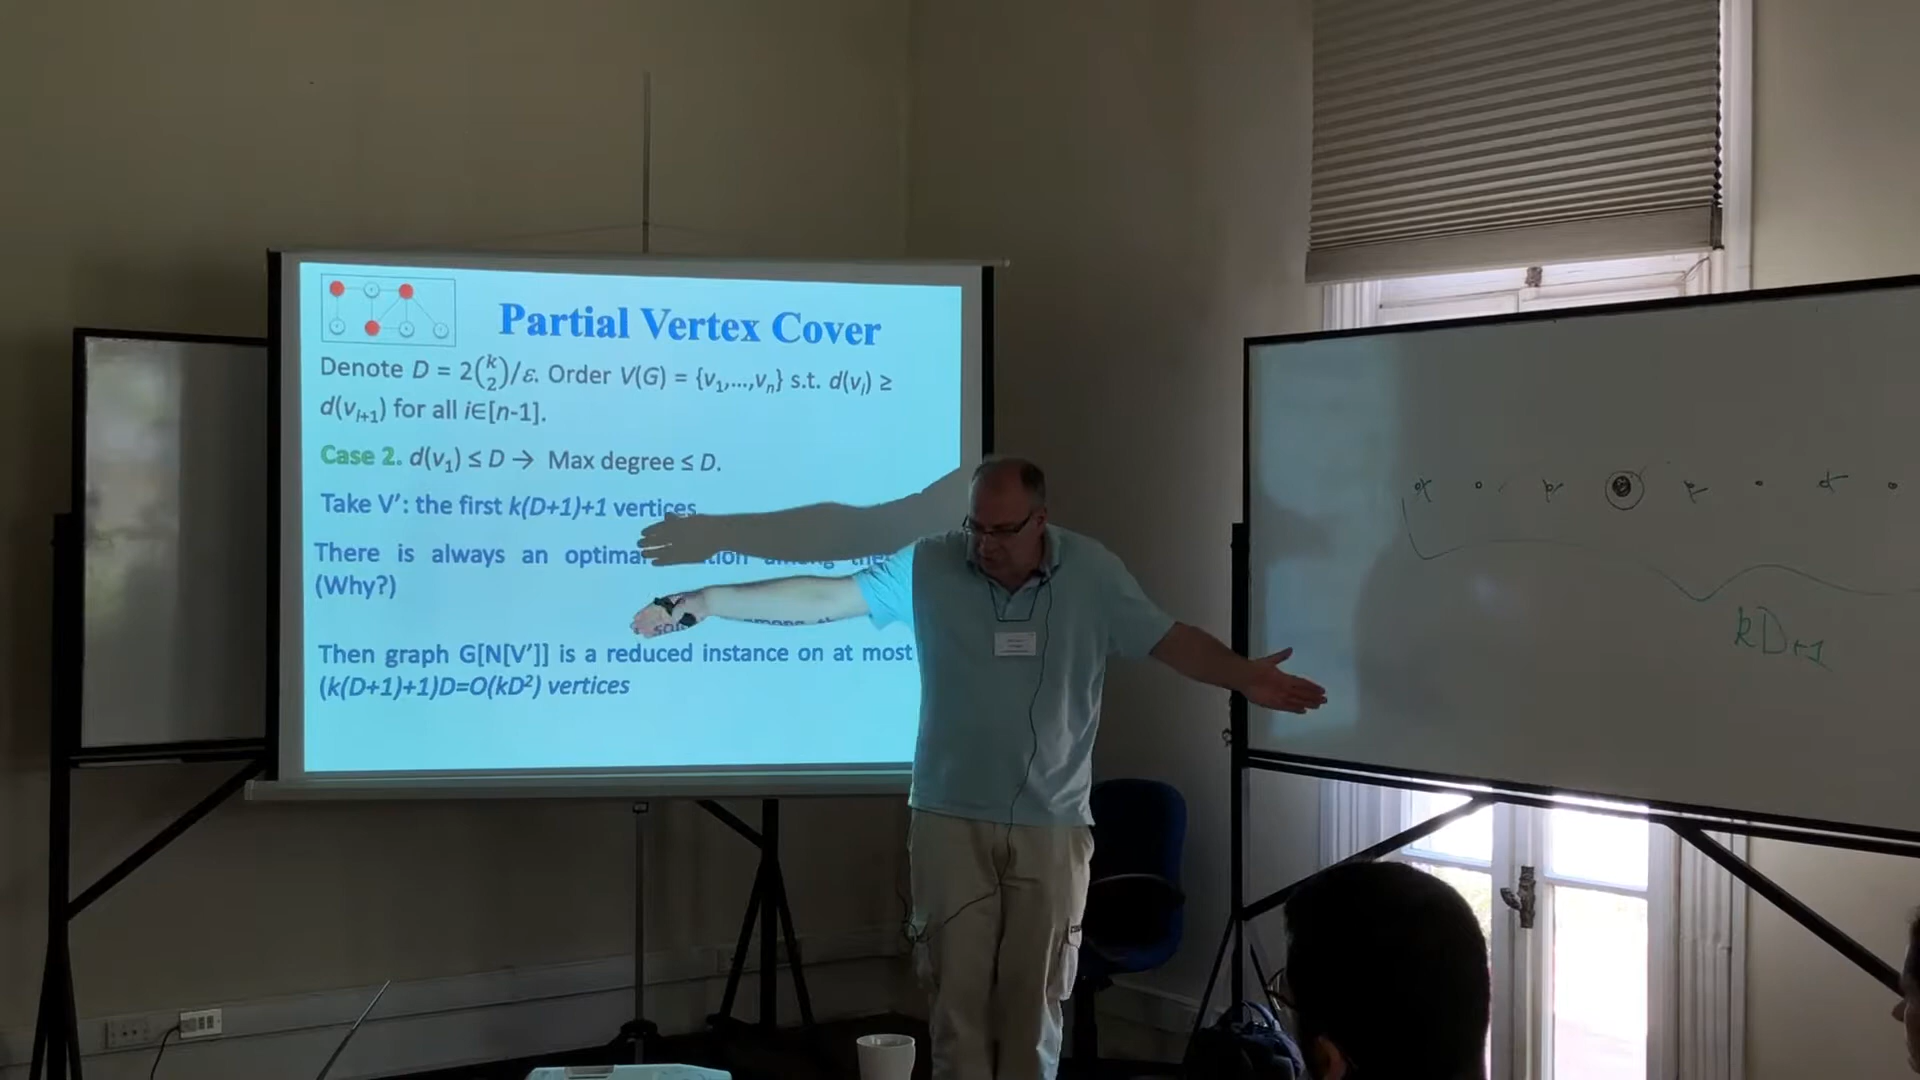 Partial Vertex Cover
Denote D = 2(k 2)/ε. Order V(G) = {v₁,...,vₙ} s.t. d(vᵢ) ≥
d(vᵢ₊₁) for all i∈[n-1].
Case 2. d(v₁) ≤ D → Max degree ≤ D.
Take V′: the first k(D+1)+1 vertices
There is always an
(Why?)
Then graph G[N[V′]] is a reduced instance on at most
(k(D+1)+1)D=O(kD²) vertices
kD+1